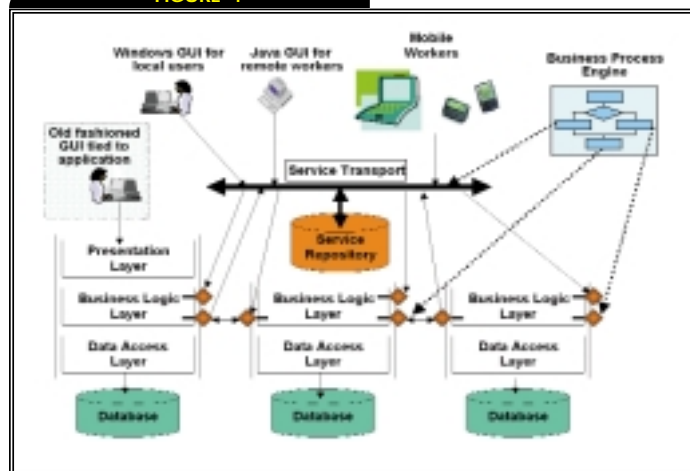 FIGURE
Windows GUI for
local users
Java GUI for
remote workers
Mobile
Workers
Business Process
Engine
Old fashioned
GUI tied to
application
Service Transport
Service
Repository
Presentation
Layer
Business Logic
Layer
Business Logic
Layer
Business Logic
Layer
Data Access
Layer
Data Access
Layer
Data Access
Layer
Database
Database
Database